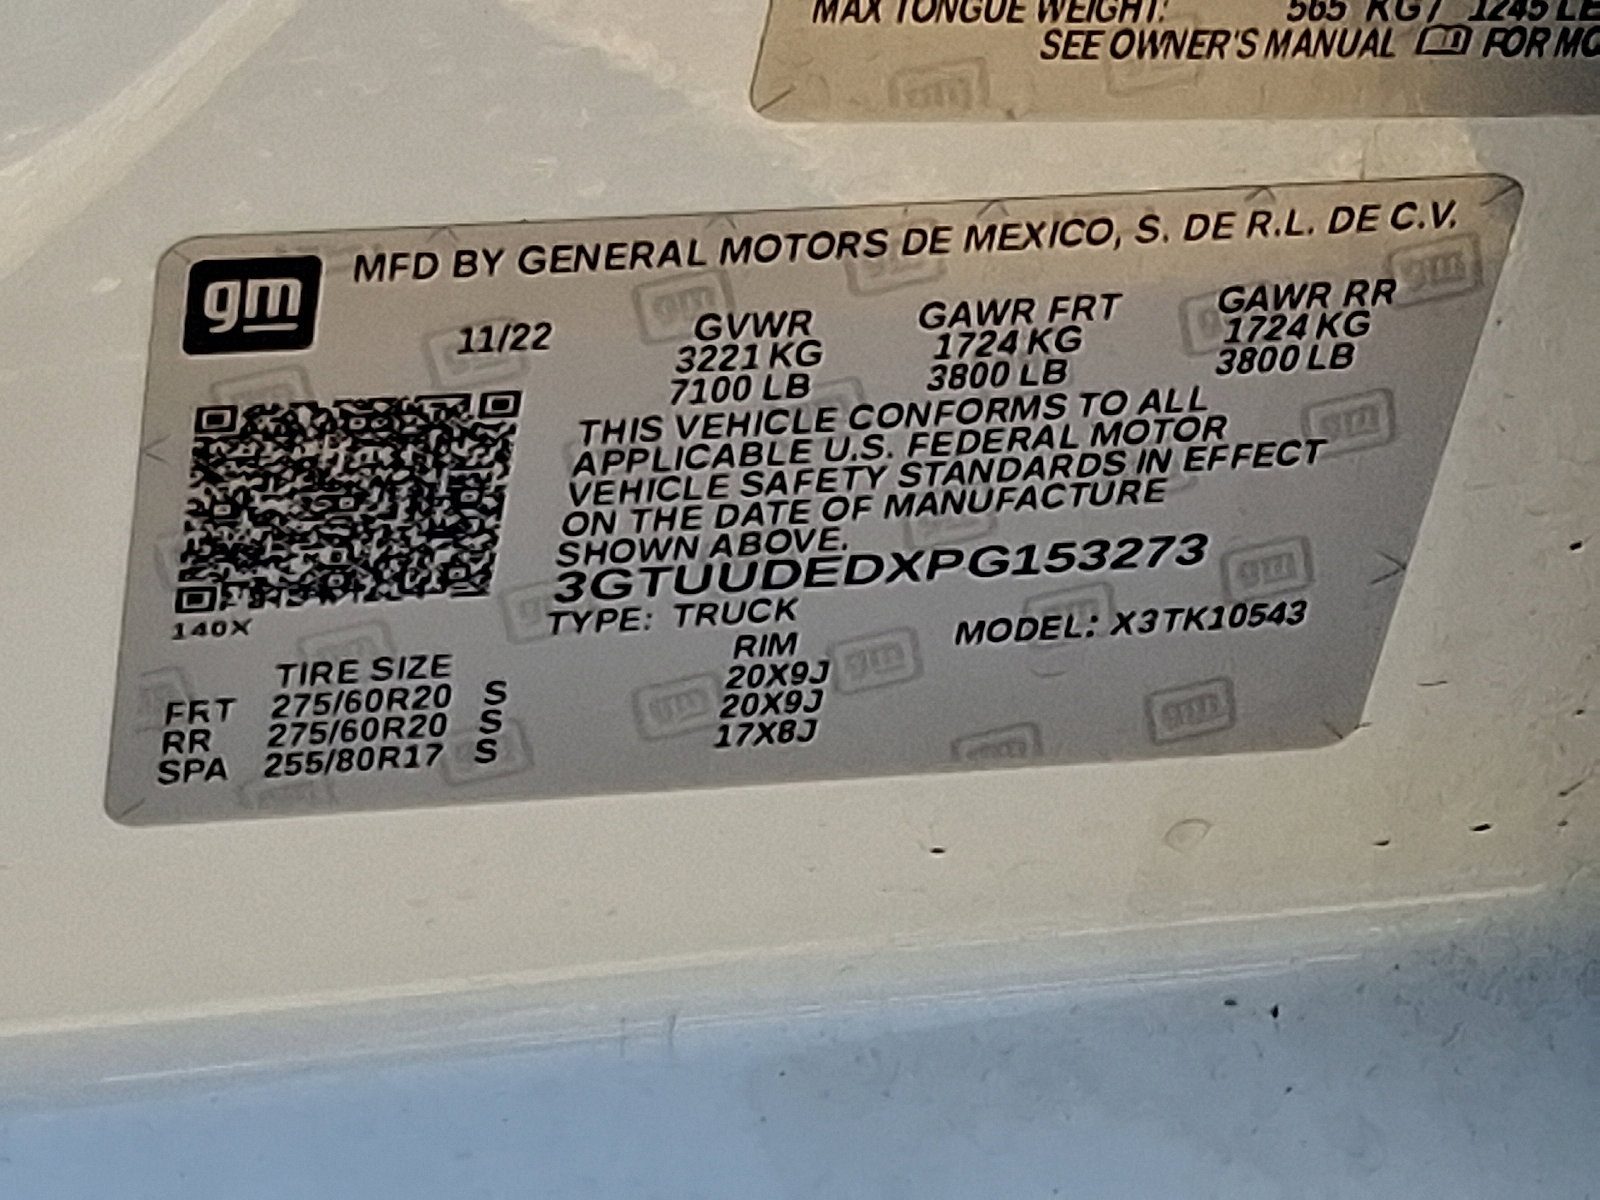 MAX TONGUE WEIGHT: 565 KG / 1245 LB
SEE OWNER'S MANUAL FOR MO
gm
MFD BY GENERAL MOTORS DE MEXICO, S. DE R.L. DE C.V.
11/22
GVWR GAWR FRT GAWR RR
3221 KG 1724 KG 1724 KG
7100 LB 3800 LB 3800 LB
THIS VEHICLE CONFORMS TO ALL
APPLICABLE U.S. FEDERAL MOTOR
VEHICLE SAFETY STANDARDS IN EFFECT
ON THE DATE OF MANUFACTURE
SHOWN ABOVE.
3GTUUDEDXPG153273
140X
TYPE: TRUCK MODEL: X3TK10543
TIRE SIZE RIM
FRT 275/60R20 S 20X9J
RR 275/60R20 S 20X9J
SPA 255/80R17 S 17X8J